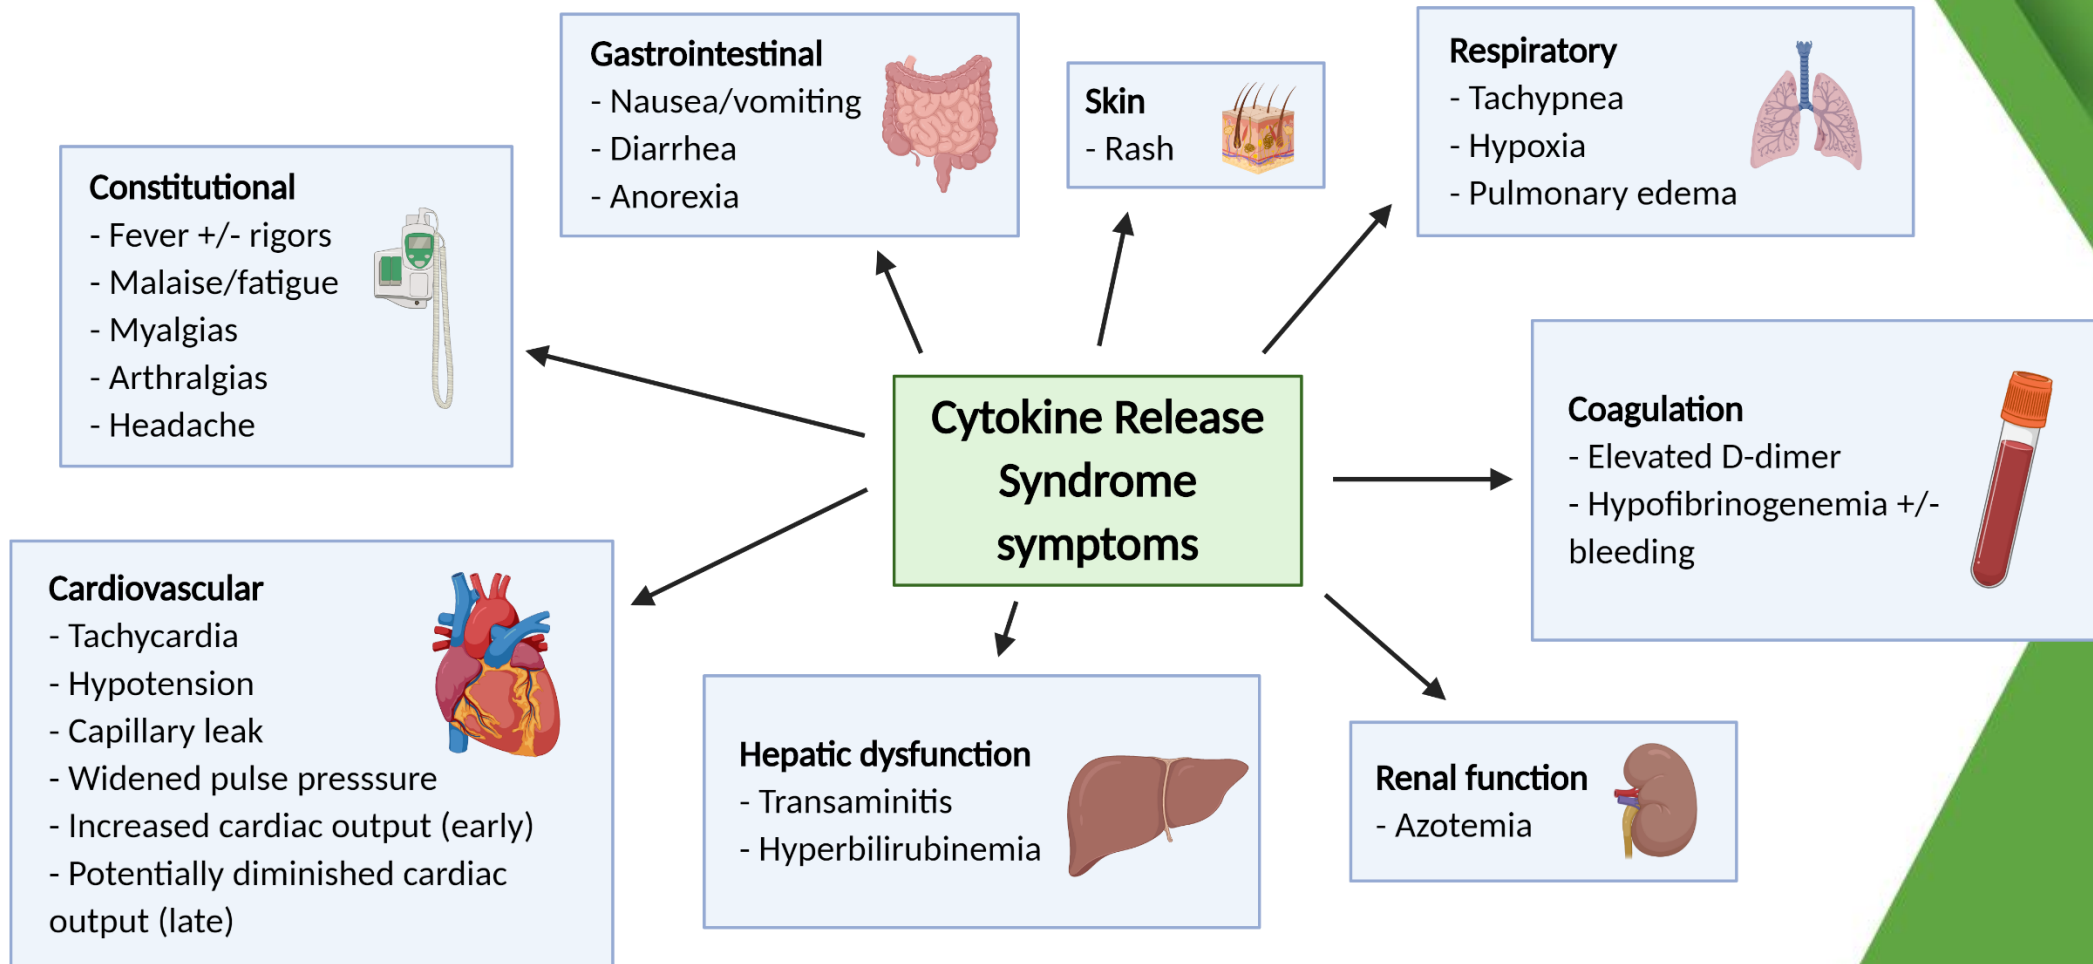 Gastrointestinal
- Nausea/vomiting
- Diarrhea
- Anorexia
Skin
- Rash
Respiratory
- Tachypnea
- Hypoxia
- Pulmonary edema
Constitutional
- Fever +/- rigors
- Malaise/fatigue
- Myalgias
- Arthralgias
- Headache
Cytokine Release
Syndrome
symptoms
Coagulation
- Elevated D-dimer
- Hypofibrinogenemia +/-
bleeding
Cardiovascular
- Tachycardia
- Hypotension
- Capillary leak
- Widened pulse presssure
- Increased cardiac output (early)
- Potentially diminished cardiac
output (late)
Hepatic dysfunction
- Transaminitis
- Hyperbilirubinemia
Renal function
- Azotemia